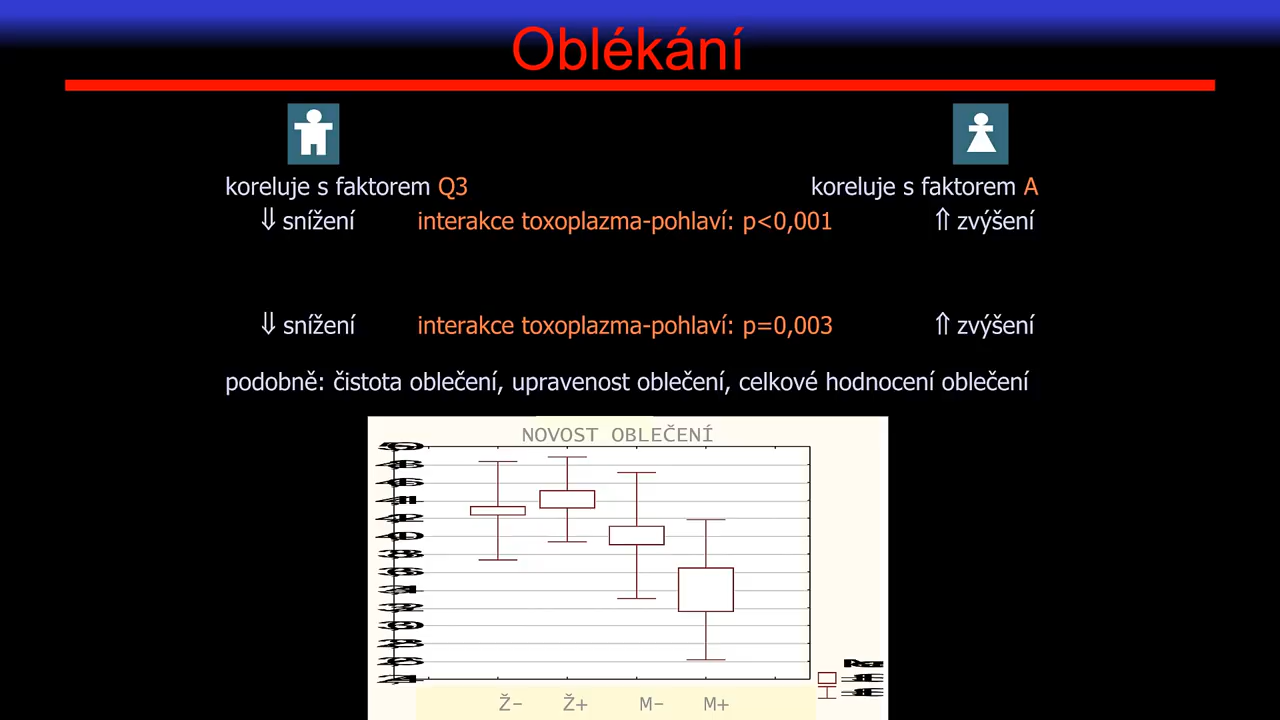 Oblékání
koreluje s faktorem Q3
koreluje s faktorem A
⇓ snížení interakce toxoplazma-pohlaví: p<0,001 ⇑ zvýšení
⇓ snížení interakce toxoplazma-pohlaví: p=0,003 ⇑ zvýšení
podobně: čistota oblečení, upravenost oblečení, celkové hodnocení oblečení
NOVOST OBLEČENÍ
Ž- Ž+ M- M+